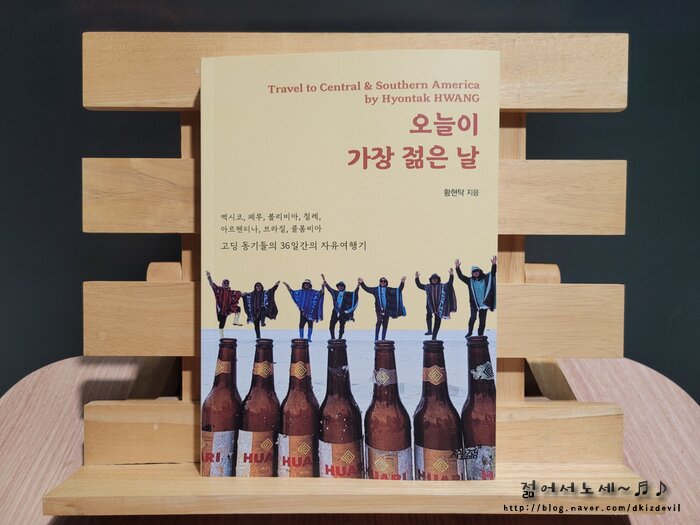 Travel to Central & Southern America
by Hyontak HWANG
오늘이
가장 젊은 날
황현탁 지음
멕시코, 페루, 볼리비아, 칠레,
아르헨티나, 브라질, 콜롬비아
고딩 동기들의 36일간의 자유여행기
UARI HUA HUARI HUARI HUARI HUARI
젊어서노세~♬♪
http://blog.naver.com/dkizdevil